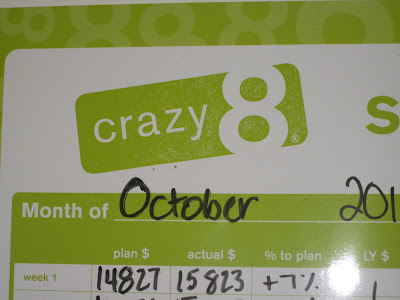 crazy 8
S
Month of October 201
plan $ actual $ % to plan LY $
week 1 14827 15823 +7%